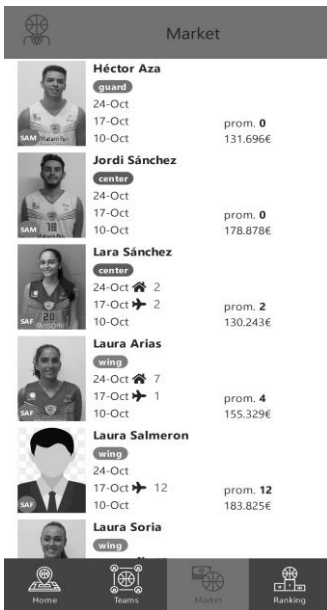 Market
Héctor Aza
guard
24-Oct
17-Oct prom. 0
10-Oct 131.696€
SAM
Jordi Sánchez
center
24-Oct
17-Oct prom. 0
10-Oct 178.878€
SAM
Lara Sánchez
center
24-Oct 2
17-Oct 2 prom. 2
10-Oct 130.243€
SAF
Laura Arias
wing
24-Oct 7
17-Oct 1 prom. 4
10-Oct 155.329€
SAF
Laura Salmeron
wing
24-Oct
17-Oct 12 prom. 12
10-Oct 183.825€
SAF
Laura Soria
wing
Home Teams Market Ranking